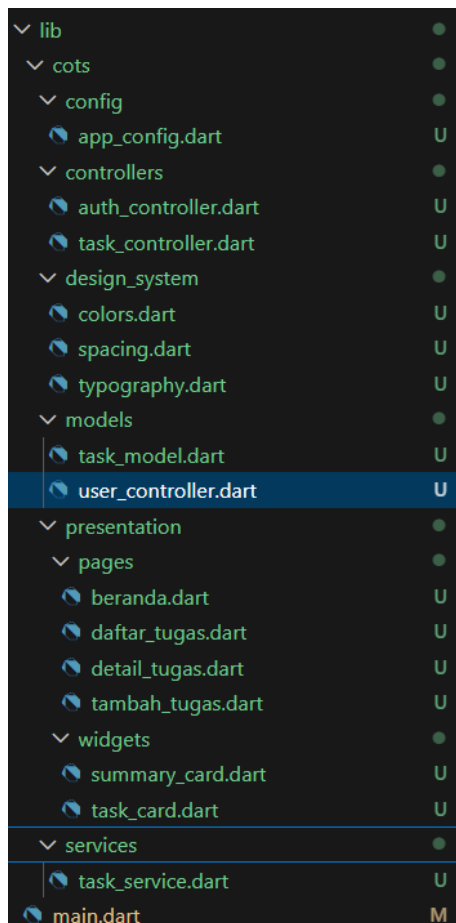 lib
cots
config
app_config.dart U
controllers
auth_controller.dart U
task_controller.dart U
design_system
colors.dart U
spacing.dart U
typography.dart U
models
task_model.dart U
user_controller.dart U
presentation
pages
beranda.dart U
daftar_tugas.dart U
detail_tugas.dart U
tambah_tugas.dart U
widgets
summary_card.dart U
task_card.dart U
services
task_service.dart U
main.dart M